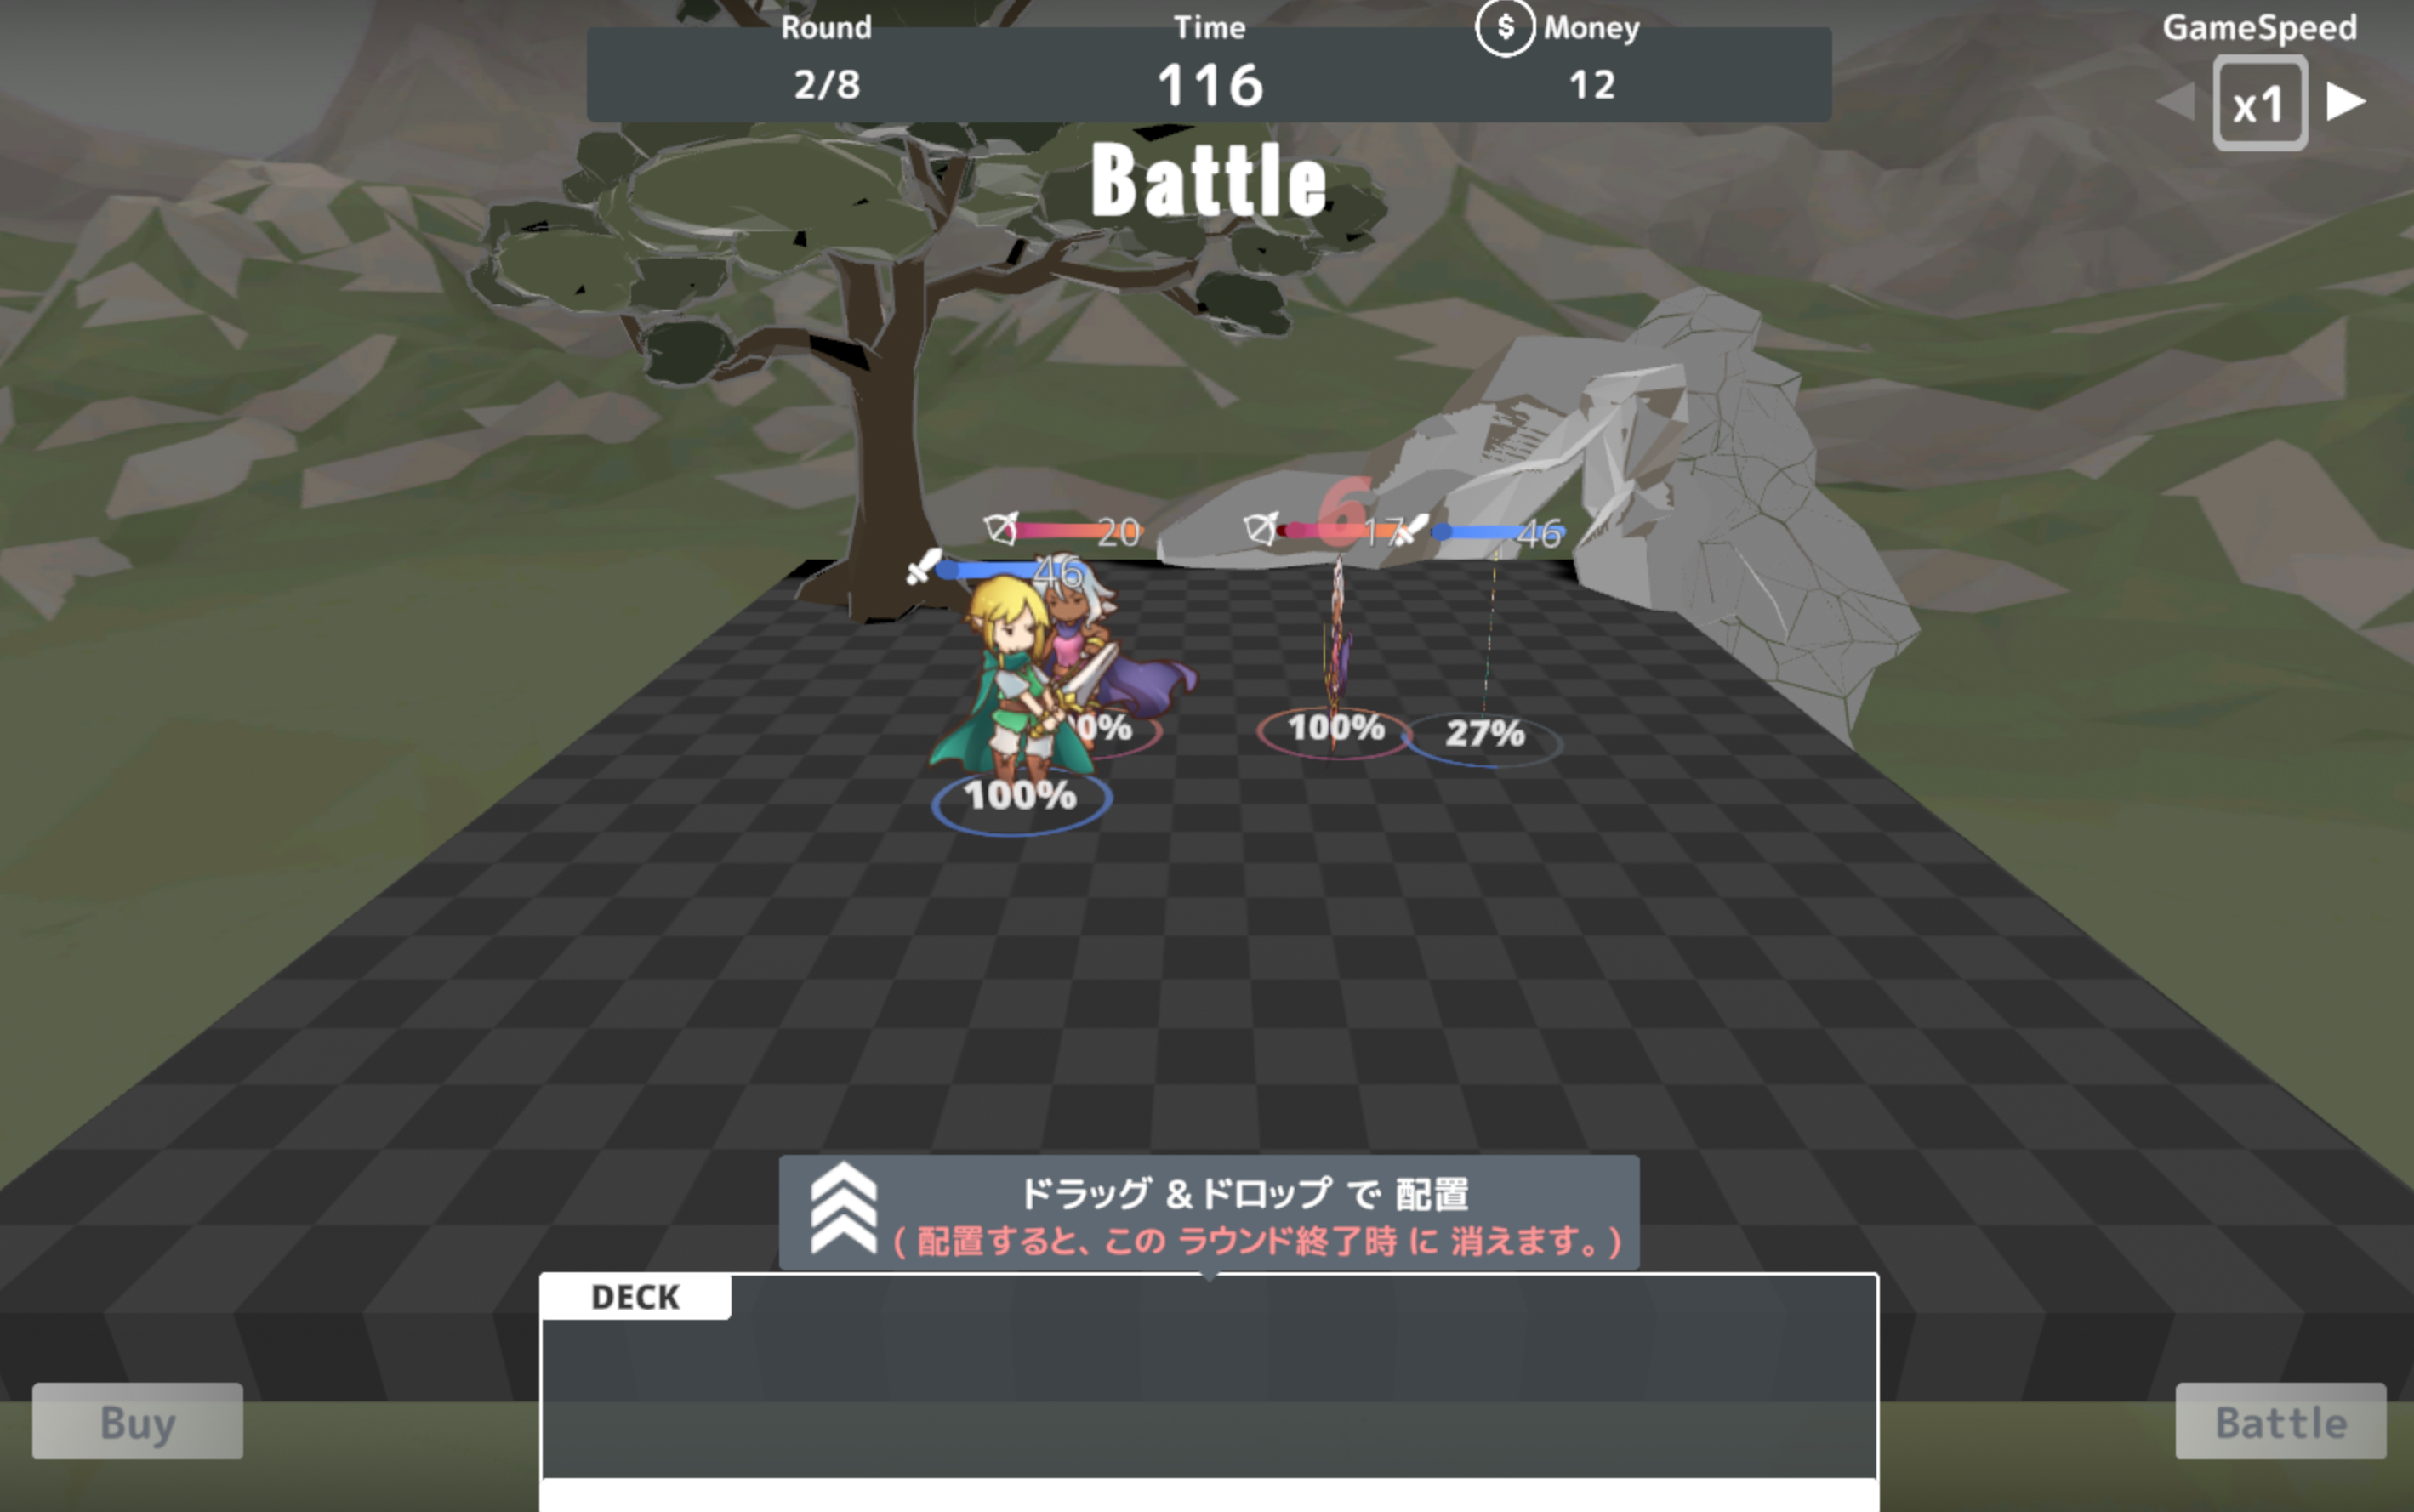 Round
Time
$ Money
GameSpeed
2/8
116
12
x1
Battle
20
6
17
46
46
0%
100%
27%
100%
ドラッグ & ドロップ で 配置
( 配置すると、この ラウンド終了時 に 消えます。)
DECK
Buy
Battle